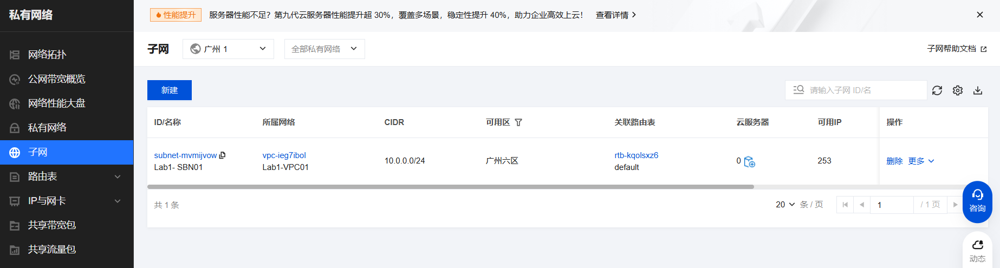 私有网络
性能提升 服务器性能不足？第九代云服务器性能提升超 30%，覆盖多场景，稳定性提升 40%，助力企业高效上云！ 查看详情
网络拓扑
公网带宽概览
网络性能大盘
私有网络
子网
路由表
IP与网卡
共享带宽包
共享流量包
子网 广州 1 全部私有网络 子网帮助文档
新建 请输入子网 ID/名
ID/名称 所属网络 CIDR 可用区 关联路由表 云服务器 可用IP 操作
subnet-mvmijvow vpc-ieg7ibol rtb-kqolsxz6
10.0.0.0/24 广州六区 0 253 删除 更多
Lab1- SBN01 Lab1-VPC01 default
共 1 条 20 条 / 页 1 / 1 页
咨询
动态